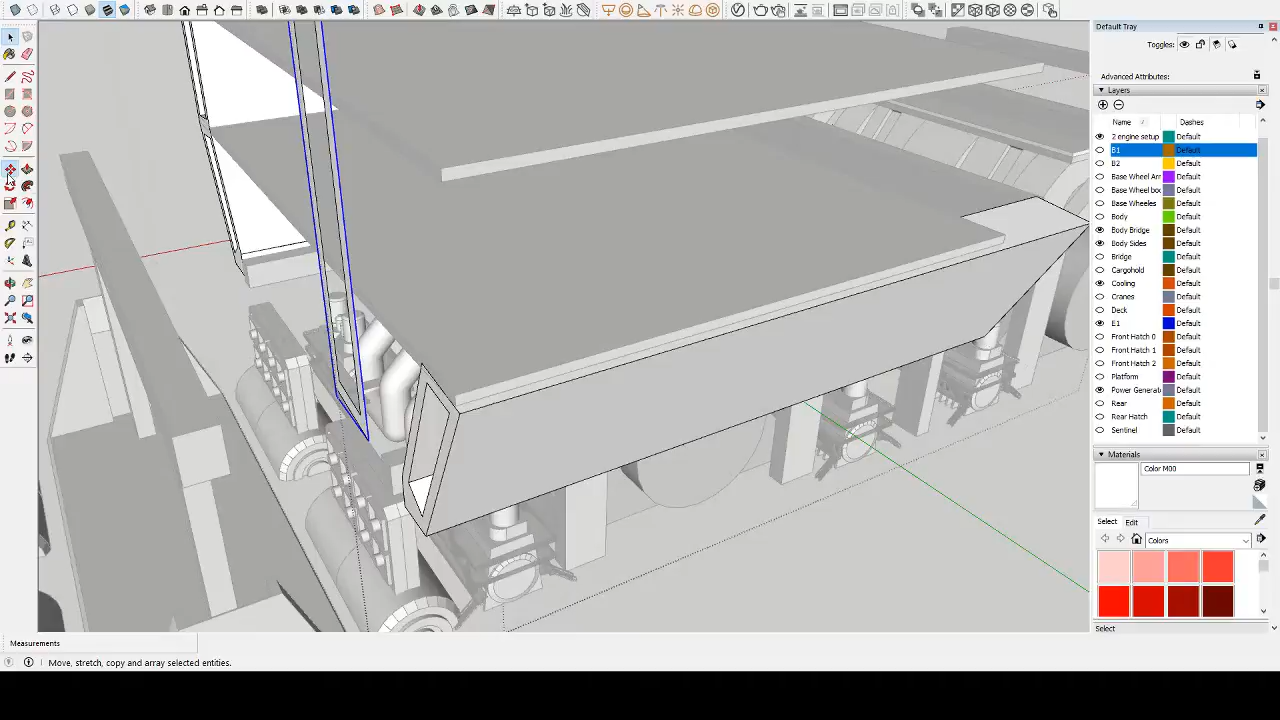 Default Tray
Toggles:
Advanced Attributes:
Layers
Name Dashes
2 engine setup Default
B1 Default
B2 Default
Base Wheel Arr Default
Base Wheel bod Default
Base Wheeles Default
Body Default
Body Bridge Default
Body Sides Default
Bridge Default
Cargohold Default
Cooling Default
Cranes Default
Deck Default
E1 Default
Front Hatch 0 Default
Front Hatch 1 Default
Front Hatch 2 Default
Platform Default
Power Generat Default
Rear Default
Rear Hatch Default
Sentinel Default
Materials
Color M00
Select Edit
Colors
Select
Measurements
Move, stretch, copy and array selected entities.